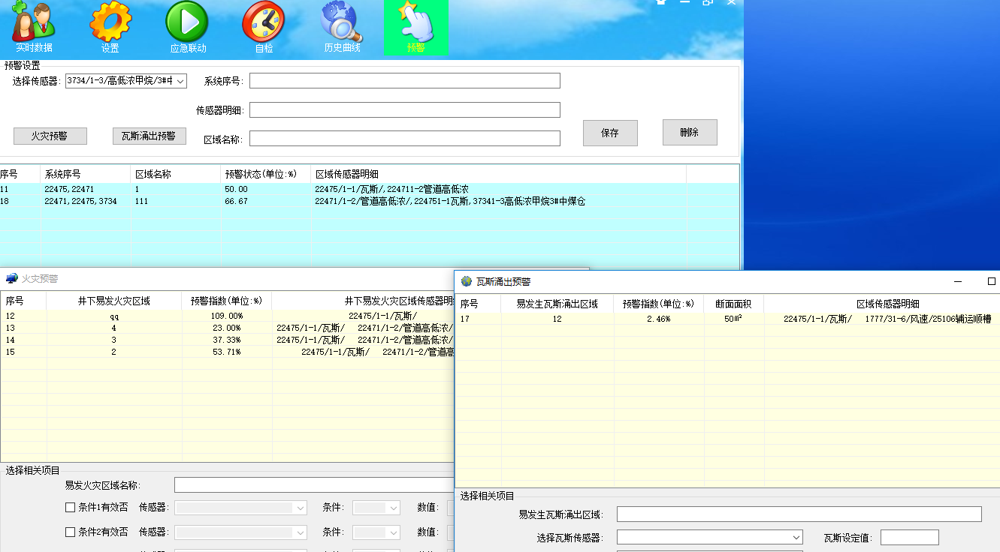 实时数据 设置 应急联动 自检 历史曲线 预警
预警设置
选择传感器: 3734/1-3/高低浓甲烷/3#中 系统序号:
传感器明细:
火灾预警 瓦斯涌出预警 区域名称: 保存 删除
序号 系统序号 区域名称 预警状态(单位:%) 区域传感器明细
11 22475,22471 1 50.00 22475/1-1/瓦斯/,224711-2管道高低浓
18 22471,22475,3734 111 66.67 22471/1-2/管道高低浓/,224751-1瓦斯,37341-3高低浓甲烷3#中煤仓
火灾预警
序号 井下易发火灾区域 预警指数(单位:%) 井下易发火灾区域传感器明
12 qq 109.00% 22475/1-1/瓦斯/
13 4 23.00% 22475/1-1/瓦斯/ 22471/1-2/管道高低浓/
14 3 37.33% 22475/1-1/瓦斯/ 22471/1-2/管道高低浓/
15 2 53.71% 22475/1-1/瓦斯/ 22471/1-2/管道高
选择相关项目
易发火灾区域名称:
条件1有效否 传感器: 条件: 数值:
条件2有效否 传感器: 条件: 数值:
瓦斯涌出预警
序号 易发生瓦斯涌出区域 预警指数(单位:%) 断面面积 区域传感器明细
17 12 2.46% 50㎡ 22475/1-1/瓦斯/ 1777/31-6/风速/25106辅运顺槽
选择相关项目
易发生瓦斯涌出区域:
选择瓦斯传感器: 瓦斯设定值: